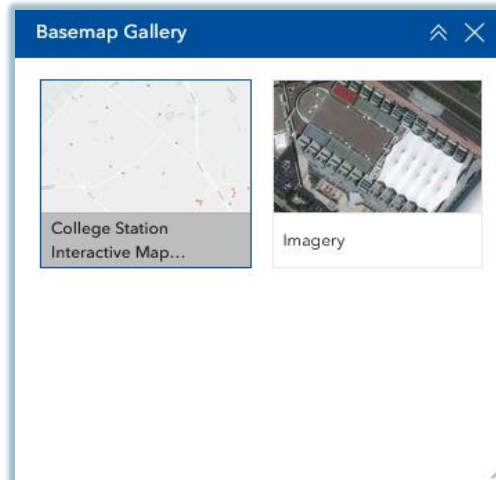 Basemap Gallery
College Station
Interactive Map...
Imagery